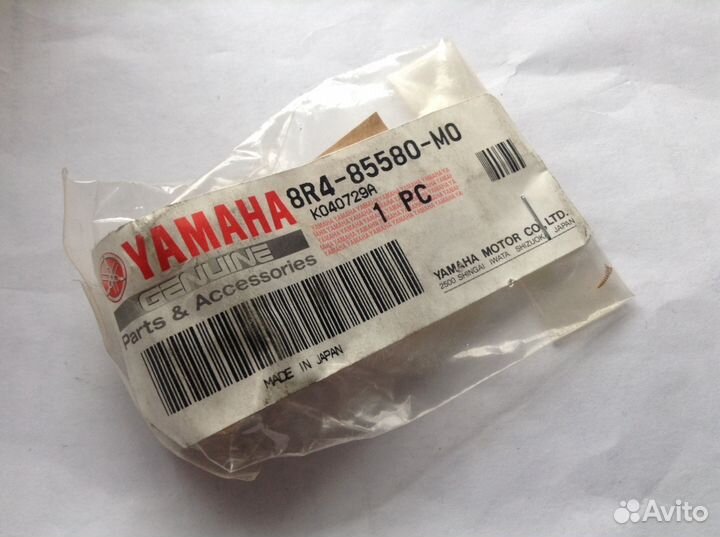 8R4-85580-M0
K040729A
1 PC
YAMAHA
GENUINE
Parts & Accessories
MADE IN JAPAN
YAMAHA MOTOR CO., LTD.
2500 SHINGAI IWATA SHIZUOKA JAPAN
Avito